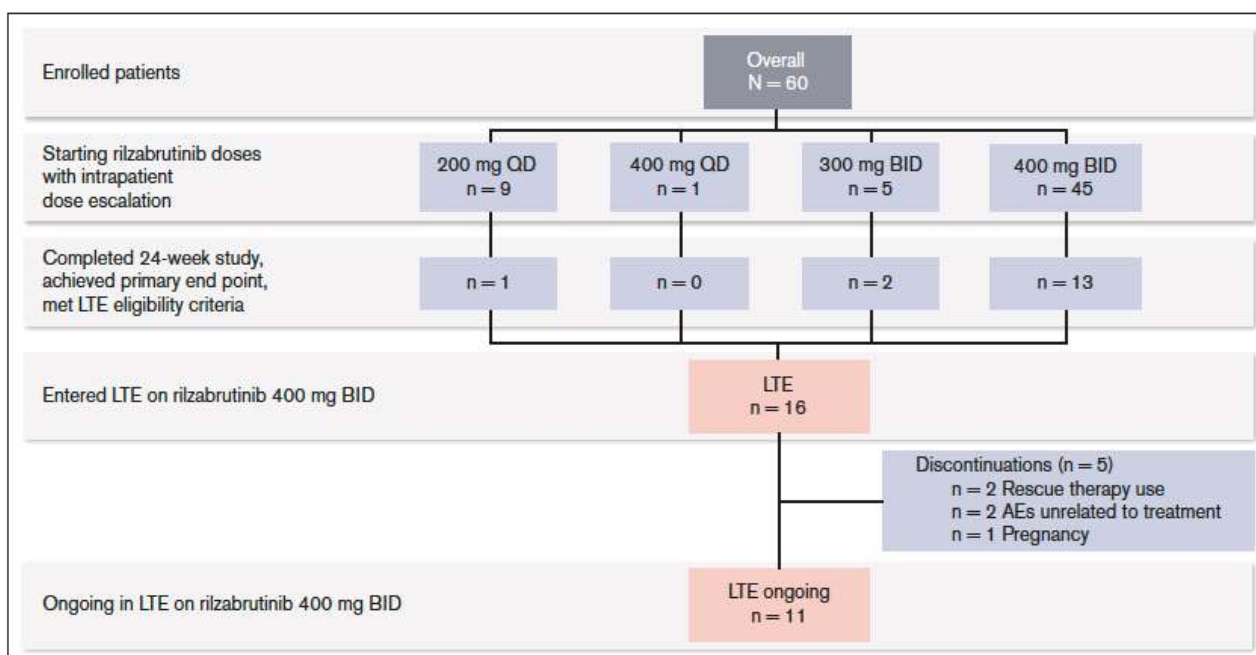 Enrolled patients
Overall
N = 60
Starting rilzabrutinib doses
with intrapatient
dose escalation
200 mg QD
n = 9
400 mg QD
n = 1
300 mg BID
n = 5
400 mg BID
n = 45
Completed 24-week study,
achieved primary end point,
met LTE eligibility criteria
n = 1
n = 0
n = 2
n = 13
Entered LTE on rilzabrutinib 400 mg BID
LTE
n = 16
Discontinuations (n = 5)
n = 2 Rescue therapy use
n = 2 AEs unrelated to treatment
n = 1 Pregnancy
Ongoing in LTE on rilzabrutinib 400 mg BID
LTE ongoing
n = 11